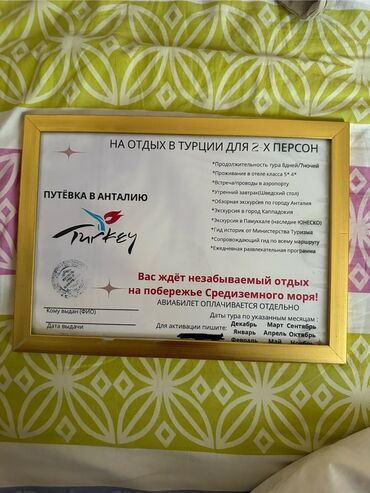 НА ОТДЫХ В ТУРЦИИ ДЛЯ 2-Х ПЕРСОН
*Продолжительность тура 8дней/7ночей
*Проживание в отеле класса 5* 4*
*Встреча/проводы в аэропорту
*Утренний завтрак(Шведский стол)
*Обзорная экскурсия по городу Анталия
*Экскурсия в город Каппадокия
*Экскурсия в Памуккале (наследие ЮНЕСКО)
*Гид историк от Министерства Туризма
*Сопровождающий гид по всему маршруту
*Ежедневная развлекательная программа
ПУТЁВКА В АНТАЛИЮ
Turkey
Вас ждёт незабываемый отдых
на побережье Средиземного моря!
АВИАБИЛЕТ ОПЛАЧИВАЕТСЯ ОТДЕЛЬНО
Кому выдан (ФИО)
Даты тура по указанным месяцам :
Декабрь Март Сентябрь
Дата выдачи
Для активации пишите:
Январь Апрель Октябрь
Февраль Май Ноябрь